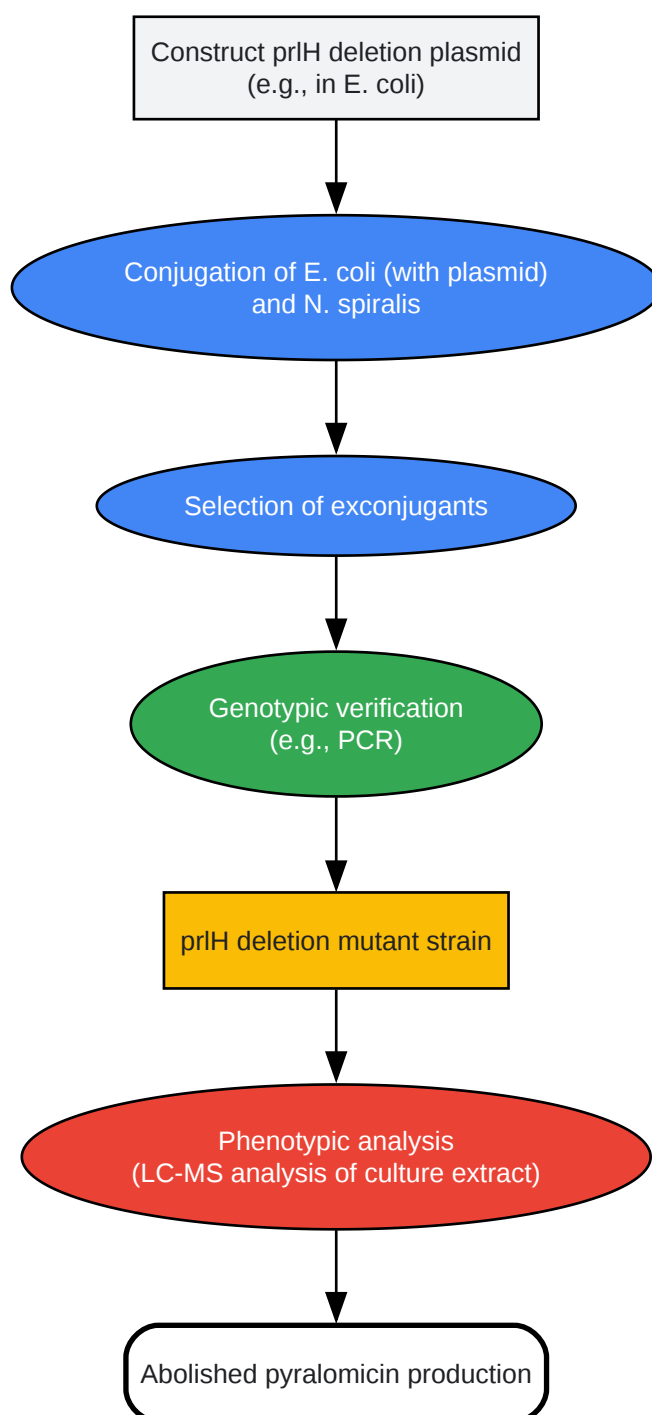 Construct prlH deletion plasmid
(e.g., in E. coli)
Conjugation of E. coli (with plasmid)
and N. spiralis
Selection of exconjugants
Genotypic verification
(e.g., PCR)
prlH deletion mutant strain
Phenotypic analysis
(LC-MS analysis of culture extract)
Abolished pyralomicin production